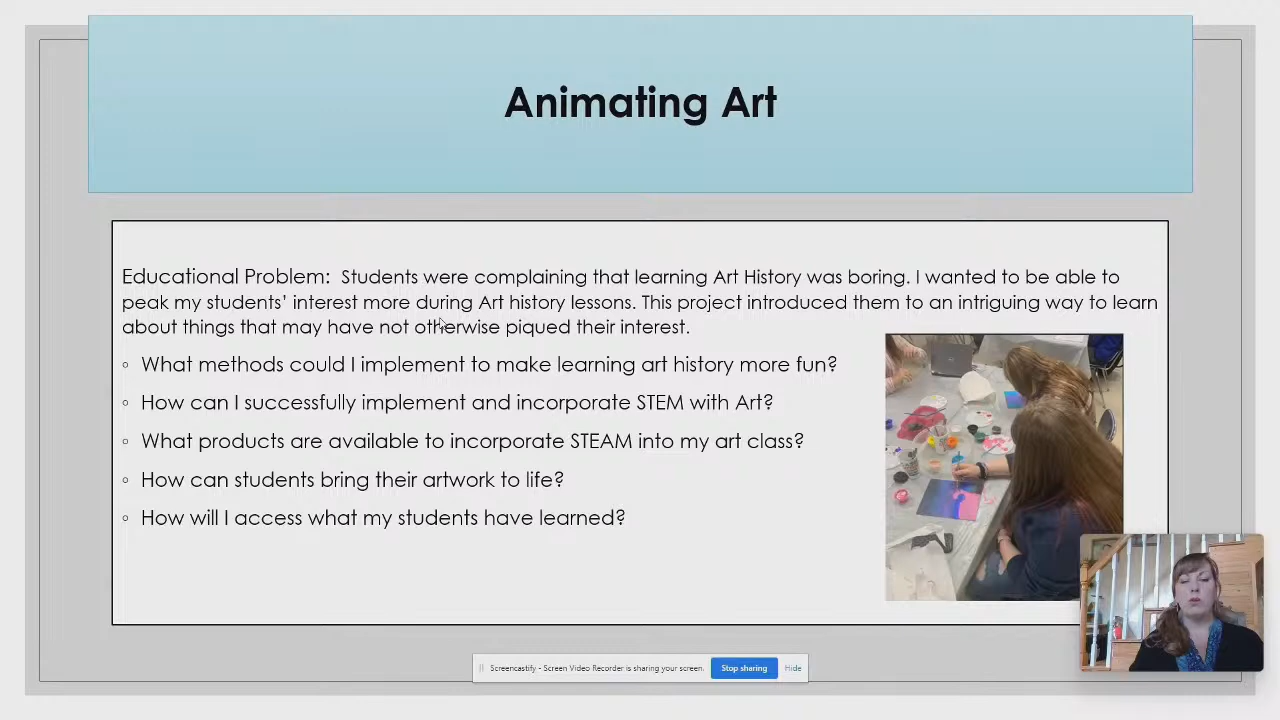 Animating Art
Educational Problem: Students were complaining that learning Art History was boring. I wanted to be able to
peak my students’ interest more during Art history lessons. This project introduced them to an intriguing way to learn
about things that may have not otherwise piqued their interest.
◦ What methods could I implement to make learning art history more fun?
◦ How can I successfully implement and incorporate STEM with Art?
◦ What products are available to incorporate STEAM into my art class?
◦ How can students bring their artwork to life?
◦ How will I access what my students have learned?
Screencastify - Screen Video Recorder is sharing your screen. Stop sharing Hide